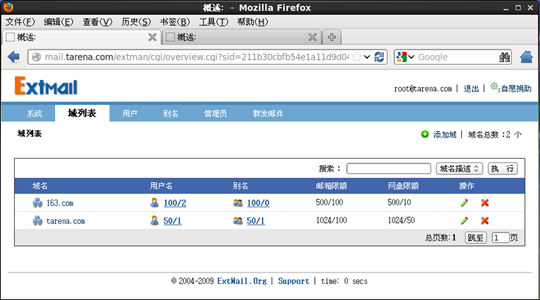 概述: - Mozilla Firefox
文件(F) 编辑(E) 查看(V) 历史(S) 书签(B) 工具(T) 帮助(H)
概述: 概述:
mail.tarena.com/extman/cgi/overview.cgi?sid=211b30cbfb54e1a11d9d04 Google
ExtMail
root@tarena.com | 退出 | 自愿捐助
系统 域列表 用户 别名 管理员 群发邮件
域列表 添加域 | 域名总数 :2 个
搜索: 域名描述 执 行
域名 用户名 别名 邮箱限额 网盘限额 操作
163.com 100/2 100/0 500/100 500/10
tarena.com 50/1 50/1 1024/100 1024/50
总页数:1 跳至 1 页
© 2004-2009 ExtMail.Org | Support | time: 0 secs